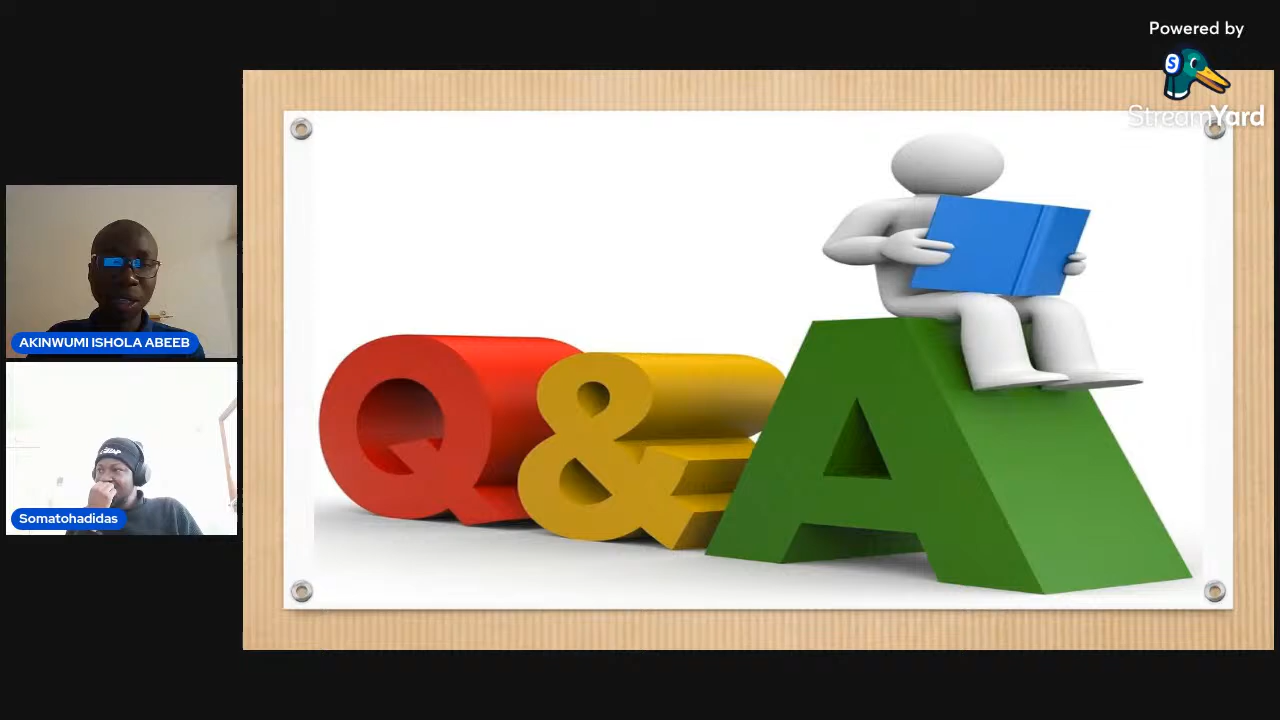 Powered by
StreamYard
Q&A
AKINWUMI ISHOLA ABEEB
Somatohadidas